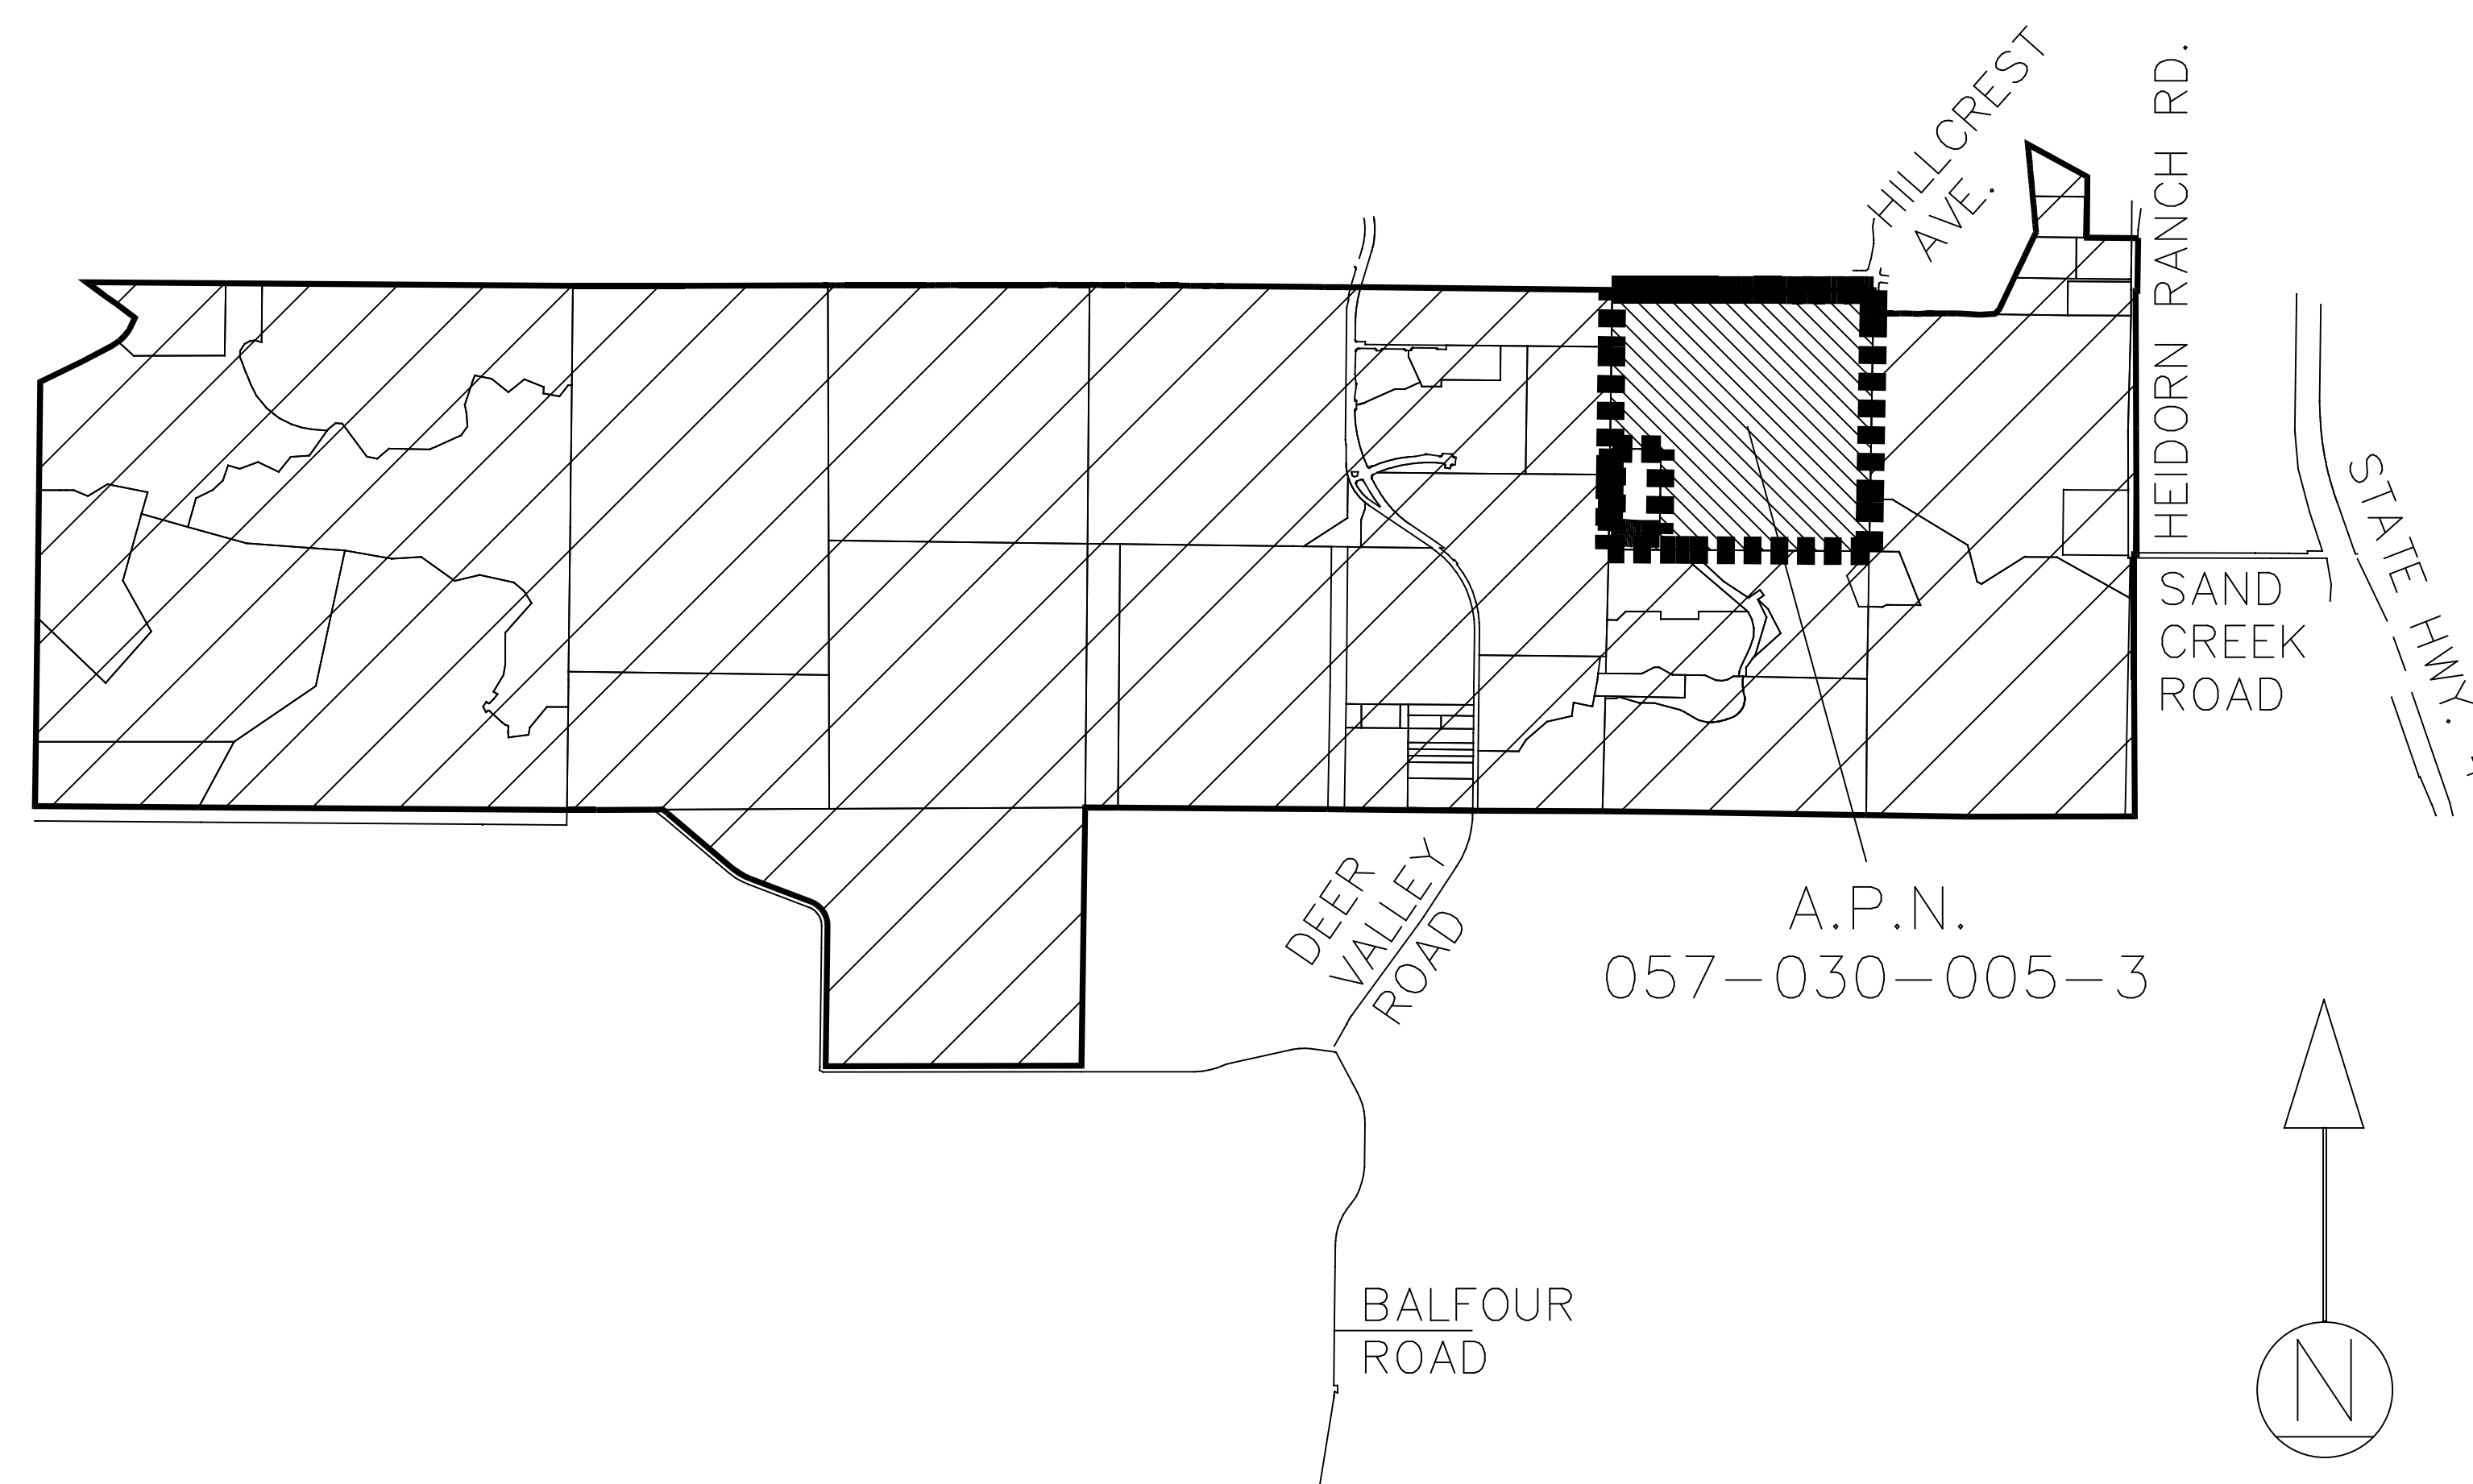 HILLCREST
AVE.
HEIDORN RANCH RD.
STATE HWY.
SAND
CREEK
ROAD
DEER
VALLEY
ROAD
A.P.N.
057-030-005-3
BALFOUR
ROAD
N